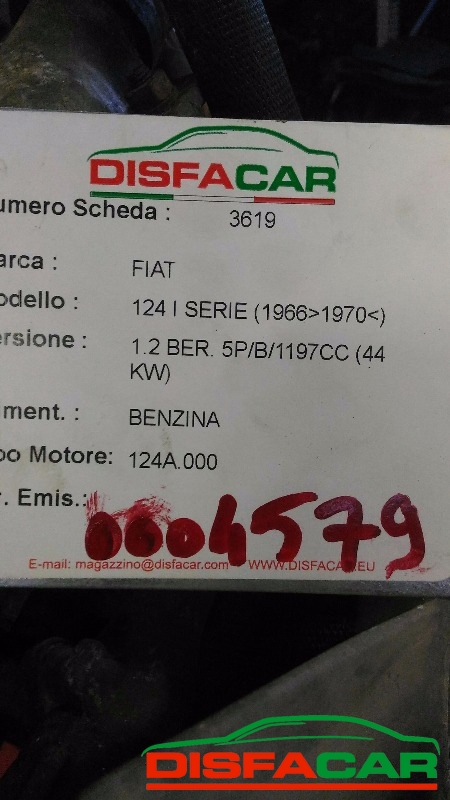 DISFACAR
umero Scheda : 3619
arca : FIAT
odello : 124 I SERIE (1966>1970<)
ersione : 1.2 BER. 5P/B/1197CC (44
KW)
ment. : BENZINA
po Motore: 124A.000
r. Emis.:
0004579
E-mail: magazzino@disfacar.com WWW.DISFACAR.EU
DISFACAR